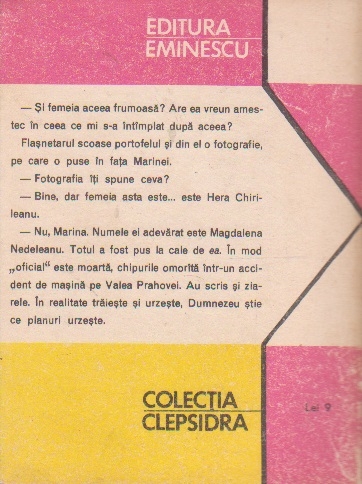 EDITURA
EMINESCU
— Și femeia aceea frumoasă? Are ea vreun ames-
tec în ceea ce mi s-a întîmplat după aceea?
Flașnetarul scoase portofelul și din el o fotografie,
pe care o puse în fața Marinei.
— Fotografia îți spune ceva?
— Bine, dar femeia asta este... este Hera Chiri-
leanu.
— Nu, Marina. Numele ei adevărat este Magdalena
Nedeleanu. Totul a fost pus la cale de ea. În mod
„oficial" este moartă, chipurile omorîtă într-un acci-
dent de mașină pe Valea Prahovei. Au scris și zia-
rele. În realitate trăiește și urzește, Dumnezeu știe
ce planuri urzește.
COLECȚIA
CLEPSIDRA
Lei 9